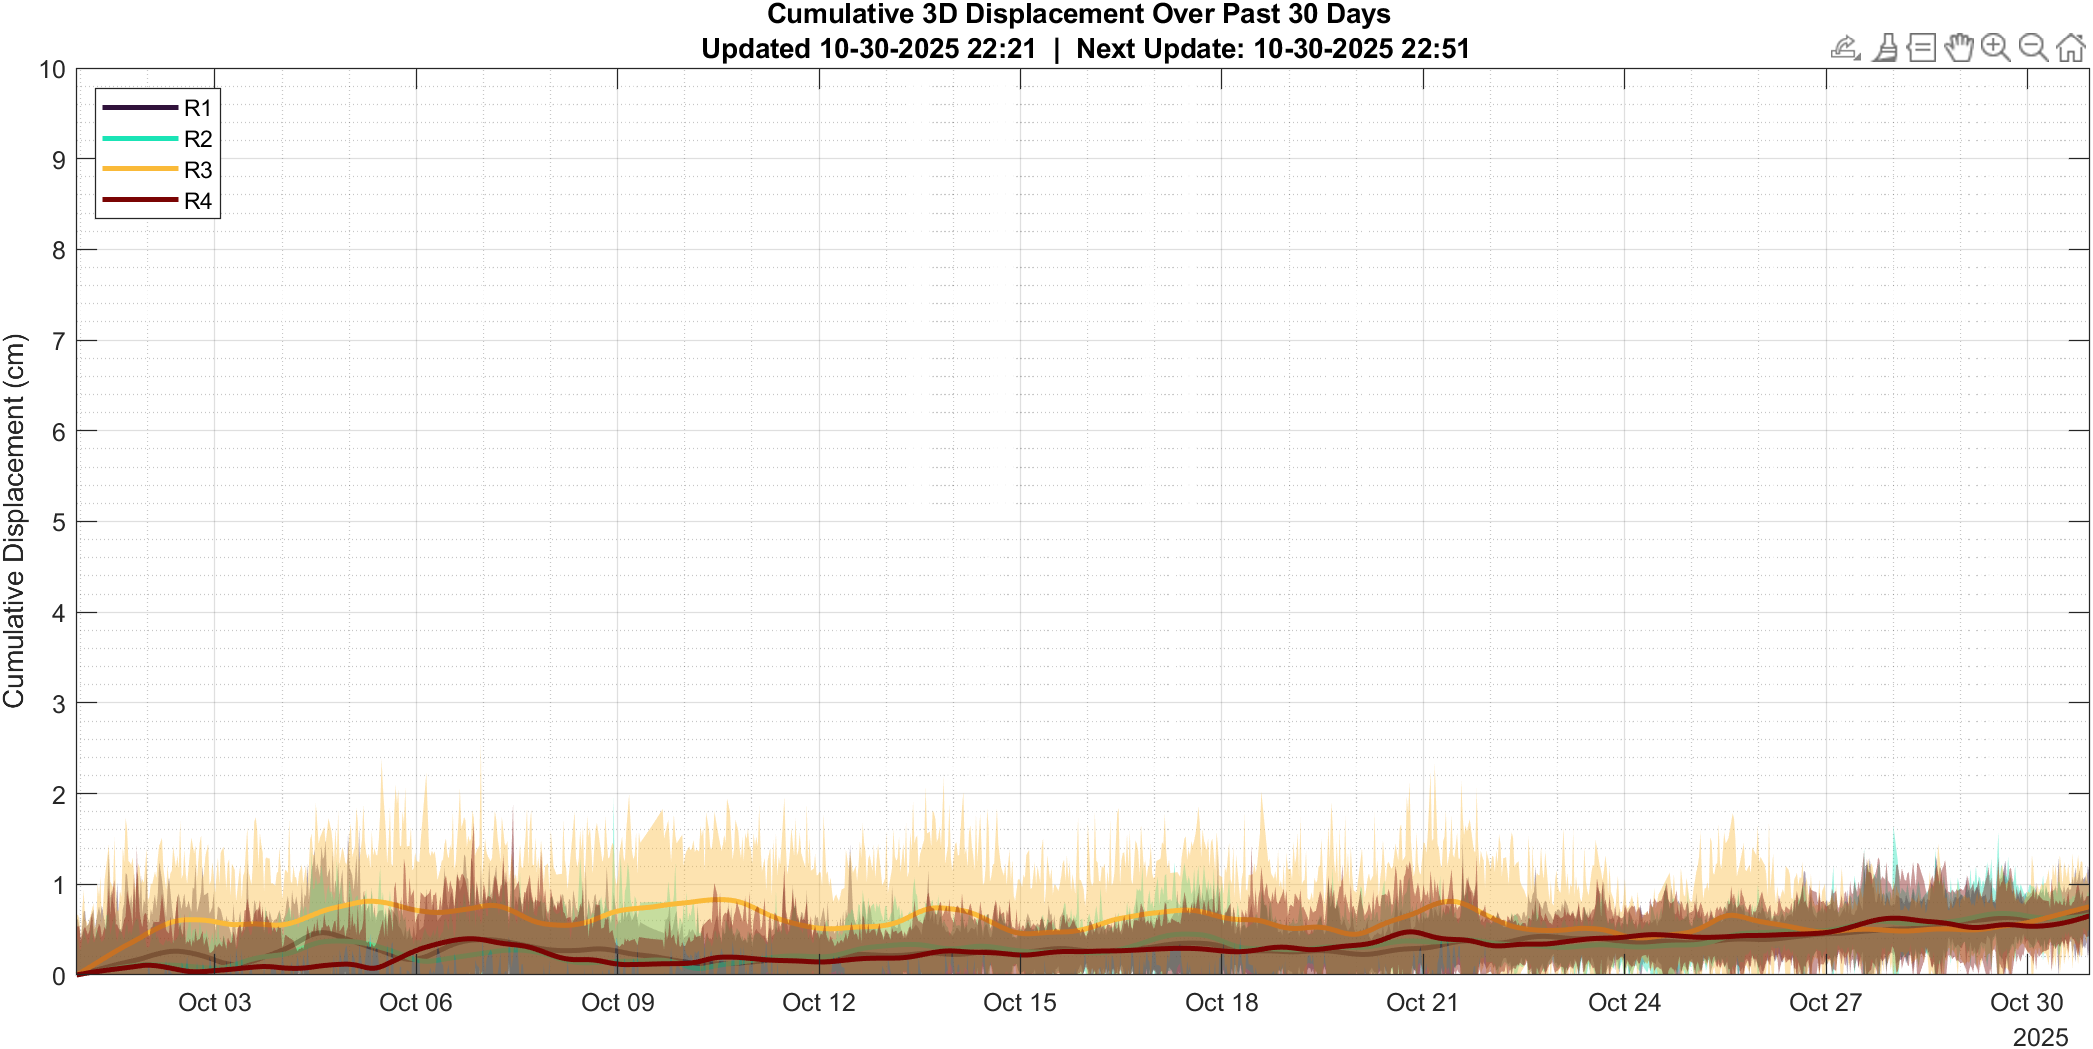 Cumulative 3D Displacement Over Past 30 Days
Updated 10-30-2025 22:21 | Next Update: 10-30-2025 22:51
R1
R2
R3
R4
Cumulative Displacement (cm)
10
9
8
7
6
5
4
3
2
1
0
Oct 03
Oct 06
Oct 09
Oct 12
Oct 15
Oct 18
Oct 21
Oct 24
Oct 27
Oct 30
2025